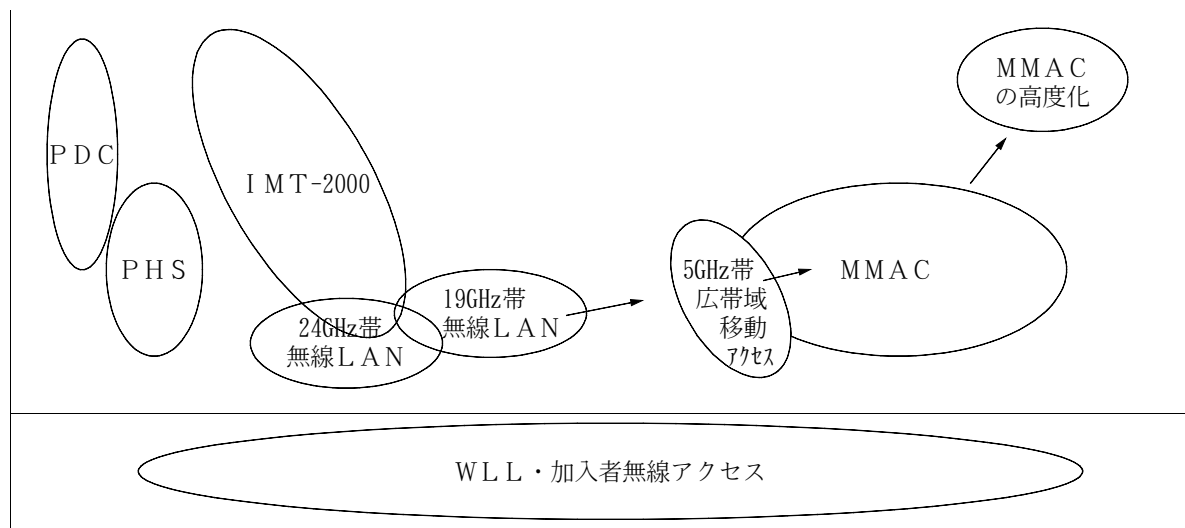 MMAC
の高度化
PDC
IMT-2000
PHS
5GHz帯
広帯域
移動
アクセス
MMAC
19GHz帯
無線LAN
24GHz帯
無線LAN
WLL・加入者無線アクセス